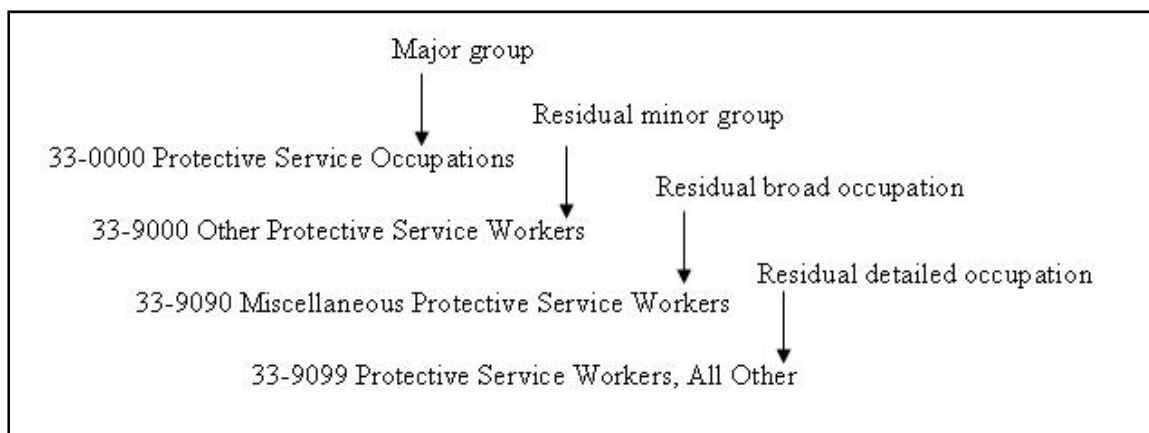 Major group
Residual minor group
33-0000 Protective Service Occupations
Residual broad occupation
33-9000 Other Protective Service Workers
Residual detailed occupation
33-9090 Miscellaneous Protective Service Workers
33-9099 Protective Service Workers, All Other